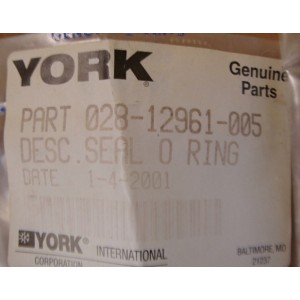 YORK
Genuine
Parts
PART 028-12961-005
DESC. SEAL O RING
DATE 1-4-2001
YORK INTERNATIONAL
CORPORATION
BALTIMORE, MD
21237